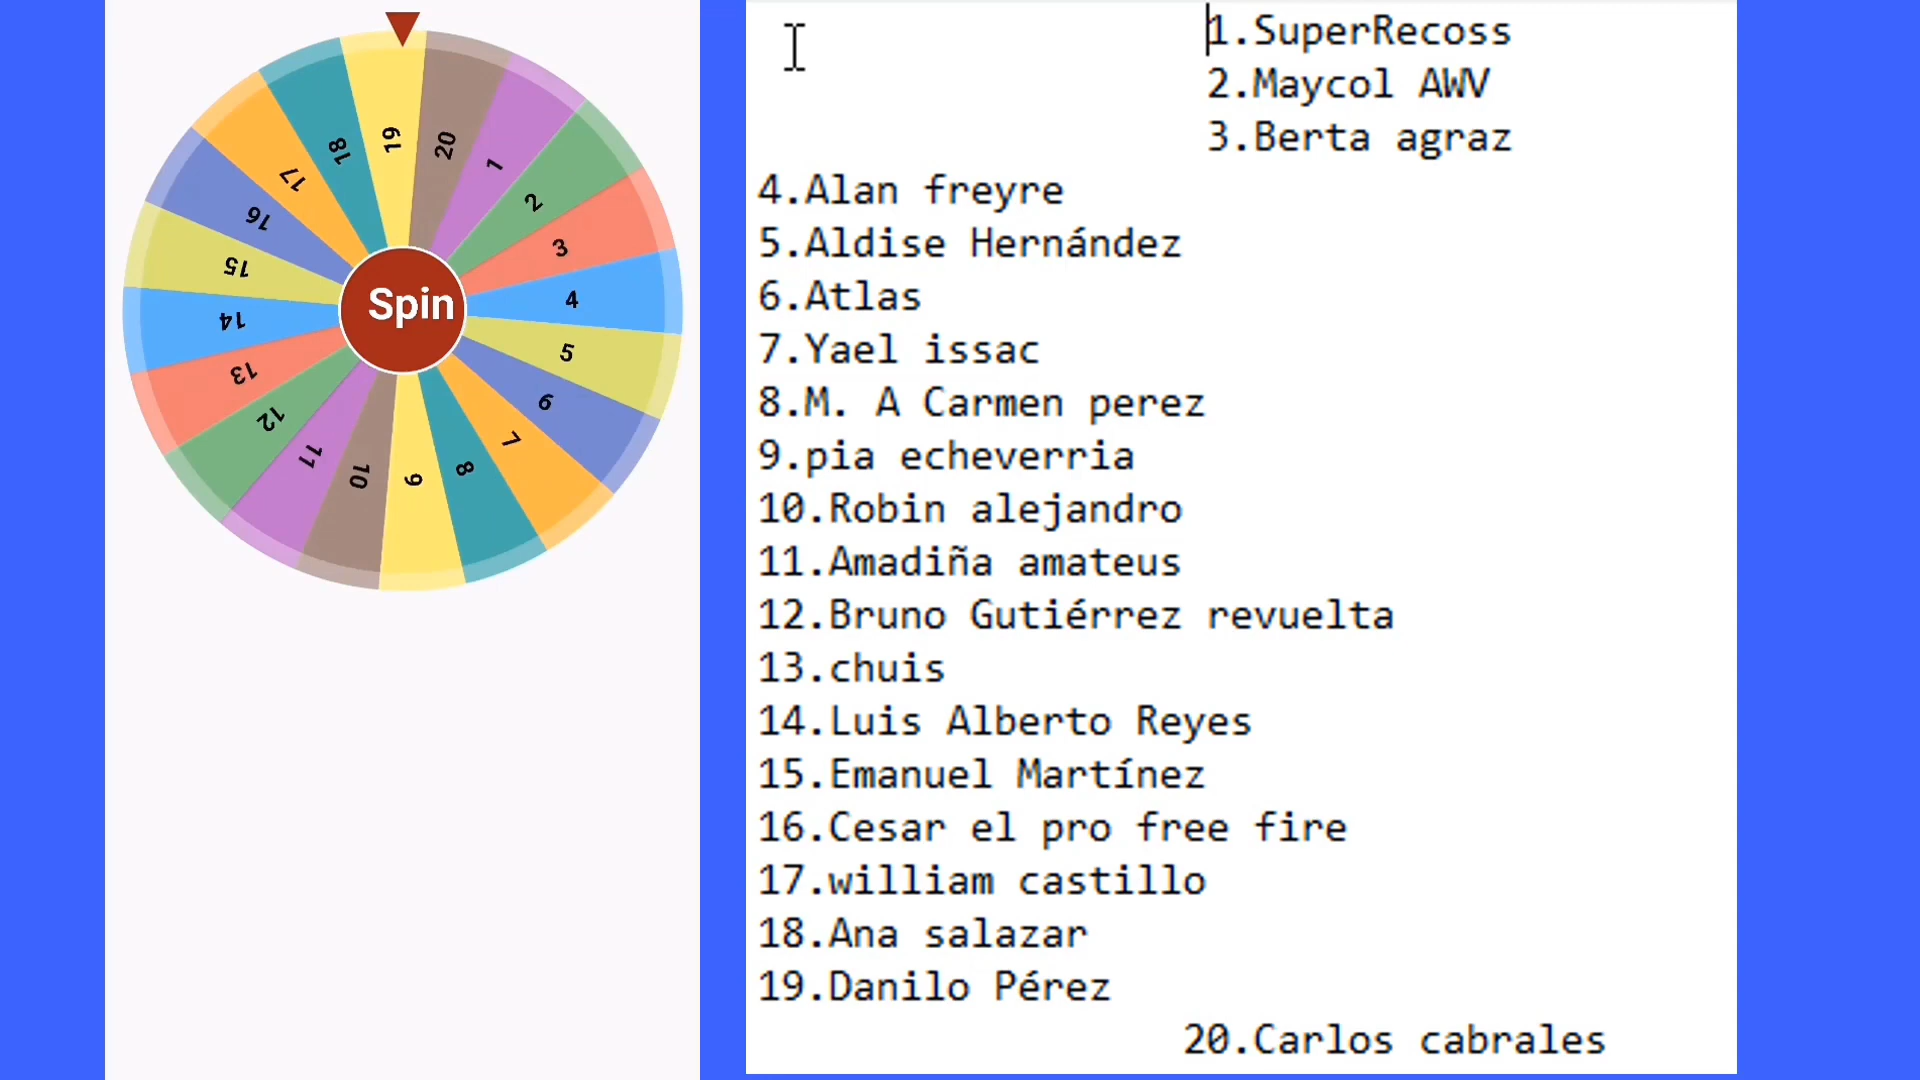 19
20
1
2
3
4
5
6
7
8
9
10
11
12
13
14
15
16
17
18
Spin
1.SuperRecoss
2.Maycol AWV
3.Berta agraz
4.Alan freyre
5.Aldise Hernández
6.Atlas
7.Yael issac
8.M. A Carmen perez
9.pia echeverria
10.Robin alejandro
11.Amadiña amateus
12.Bruno Gutiérrez revuelta
13.chuis
14.Luis Alberto Reyes
15.Emanuel Martínez
16.Cesar el pro free fire
17.william castillo
18.Ana salazar
19.Danilo Pérez
20.Carlos cabrales